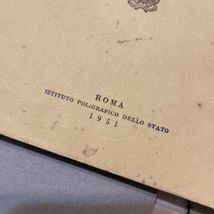 ROMA
ISTITUTO POLIGRAFICO DELLO STATO
1951